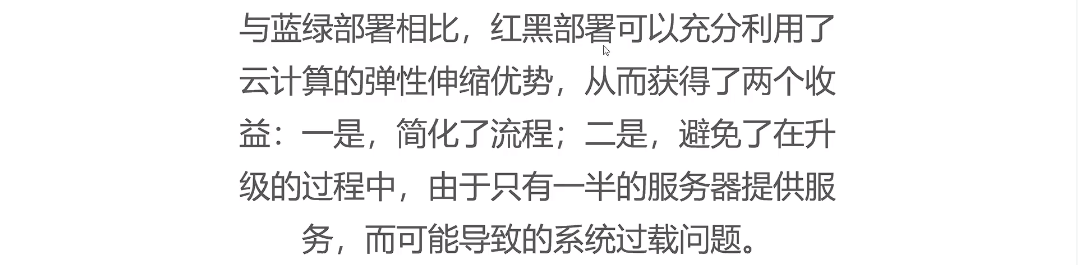 与蓝绿部署相比，红黑部署可以充分利用了
云计算的弹性伸缩优势，从而获得了两个收
益：一是，简化了流程；二是，避免了在升
级的过程中，由于只有一半的服务器提供服
务，而可能导致的系统过载问题。